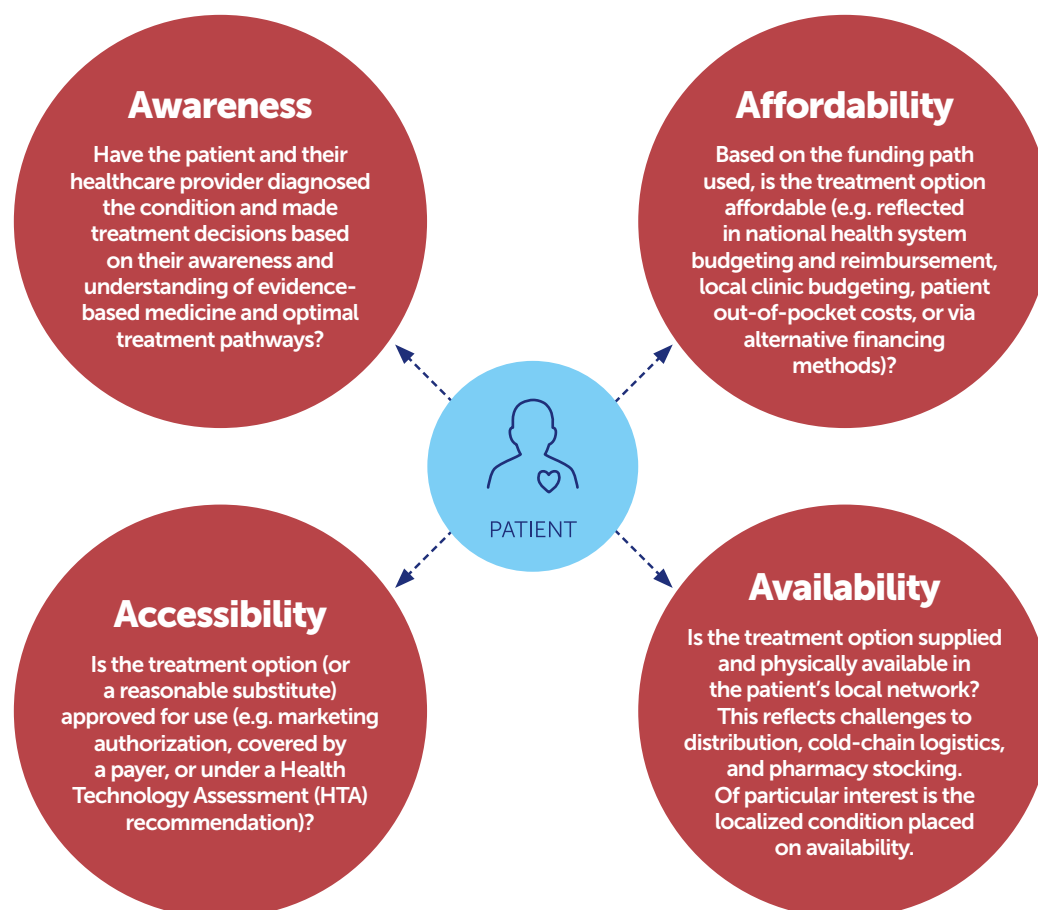 Awareness
Have the patient and their
healthcare provider diagnosed
the condition and made
treatment decisions based
on their awareness and
understanding of evidence-
based medicine and optimal
treatment pathways?
Affordability
Based on the funding path
used, is the treatment option
affordable (e.g. reflected
in national health system
budgeting and reimbursement,
local clinic budgeting, patient
out-of-pocket costs, or via
alternative financing
methods)?
PATIENT
Accessibility
Is the treatment option (or
a reasonable substitute)
approved for use (e.g. marketing
authorization, covered by
a payer, or under a Health
Technology Assessment (HTA)
recommendation)?
Availability
Is the treatment option supplied
and physically available in
the patient's local network?
This reflects challenges to
distribution, cold-chain logistics,
and pharmacy stocking.
Of particular interest is the
localized condition placed
on availability.